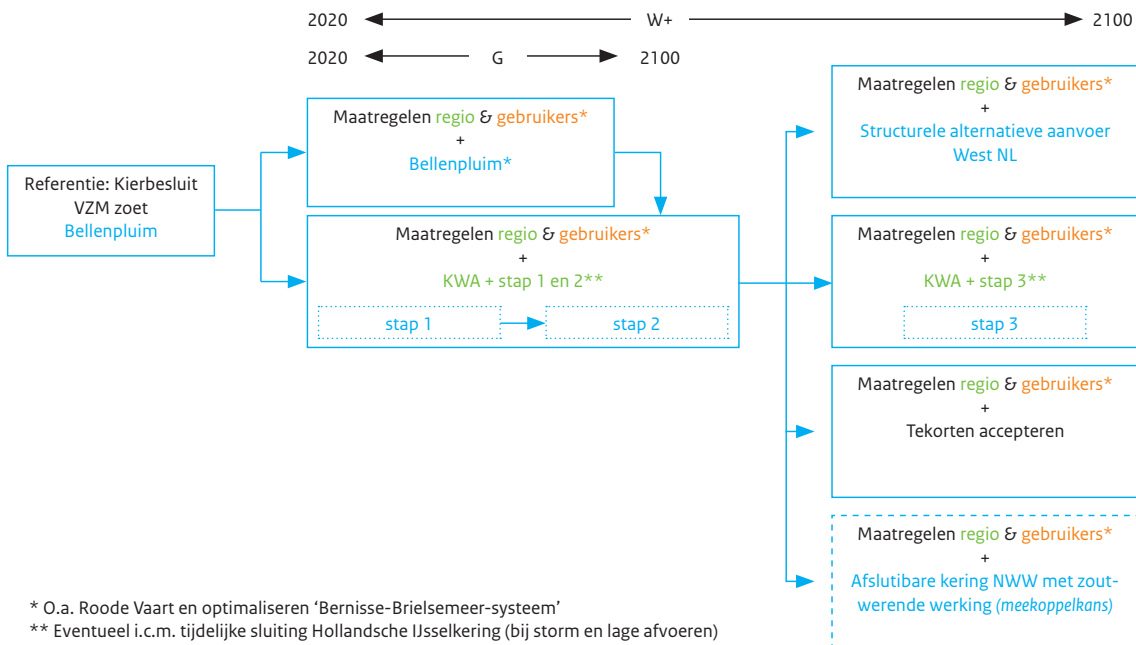 2020 W+ 2100
2020 G 2100
Referentie: Kierbesluit
VZM zoet
Bellenpluim
Maatregelen regio & gebruikers*
+
Bellenpluim*
Maatregelen regio & gebruikers*
+
KWA + stap 1 en 2**
stap 1
stap 2
Maatregelen regio & gebruikers*
+
Structurele alternatieve aanvoer
West NL
Maatregelen regio & gebruikers*
+
KWA + stap 3**
stap 3
Maatregelen regio & gebruikers*
+
Tekorten accepteren
Maatregelen regio & gebruikers*
+
Afslutibare kering NWW met zout-
werende werking (meekoppelkans)
* O.a. Roode Vaart en optimaliseren ‘Bernisse-Brielsemeer-systeem’
** Eventueel i.c.m. tijdelijke sluiting Hollandsche IJsselkering (bij storm en lage afvoeren)